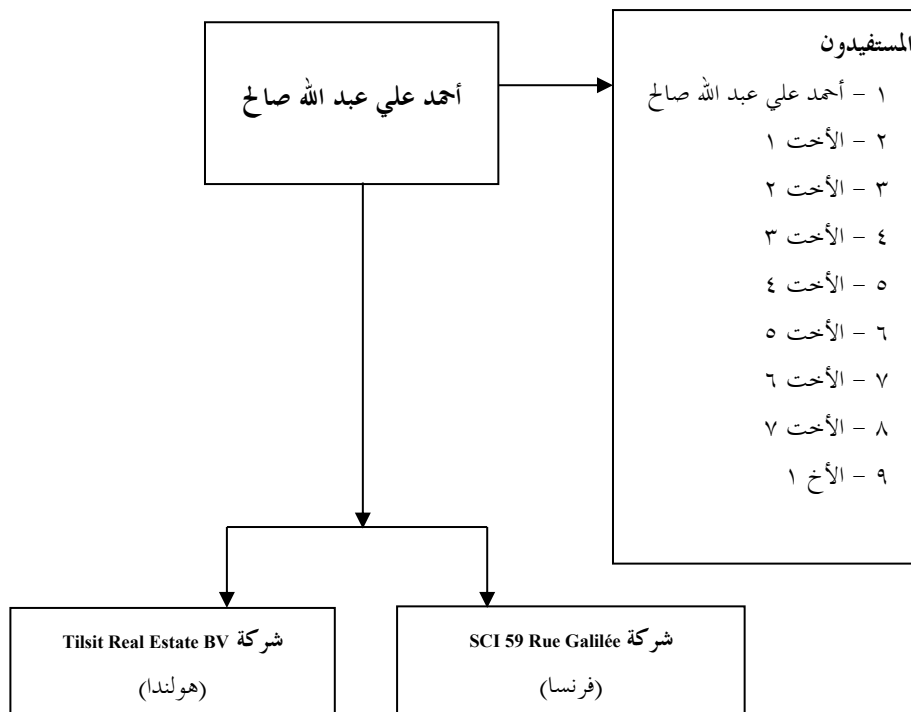 المستفيدون
١ – أحمد علي عبد الله صالح
٢ – الأخت ١
٣ – الأخت ٢
٤ – الأخت ٣
٥ – الأخت ٤
٦ – الأخت ٥
٧ – الأخت ٦
٨ – الأخت ٧
٩ – الأخ ١
أحمد علي عبد الله صالح
شركة SCI 59 Rue Galilée
(فرنسا)
شركة Tilsit Real Estate BV
(هولندا)